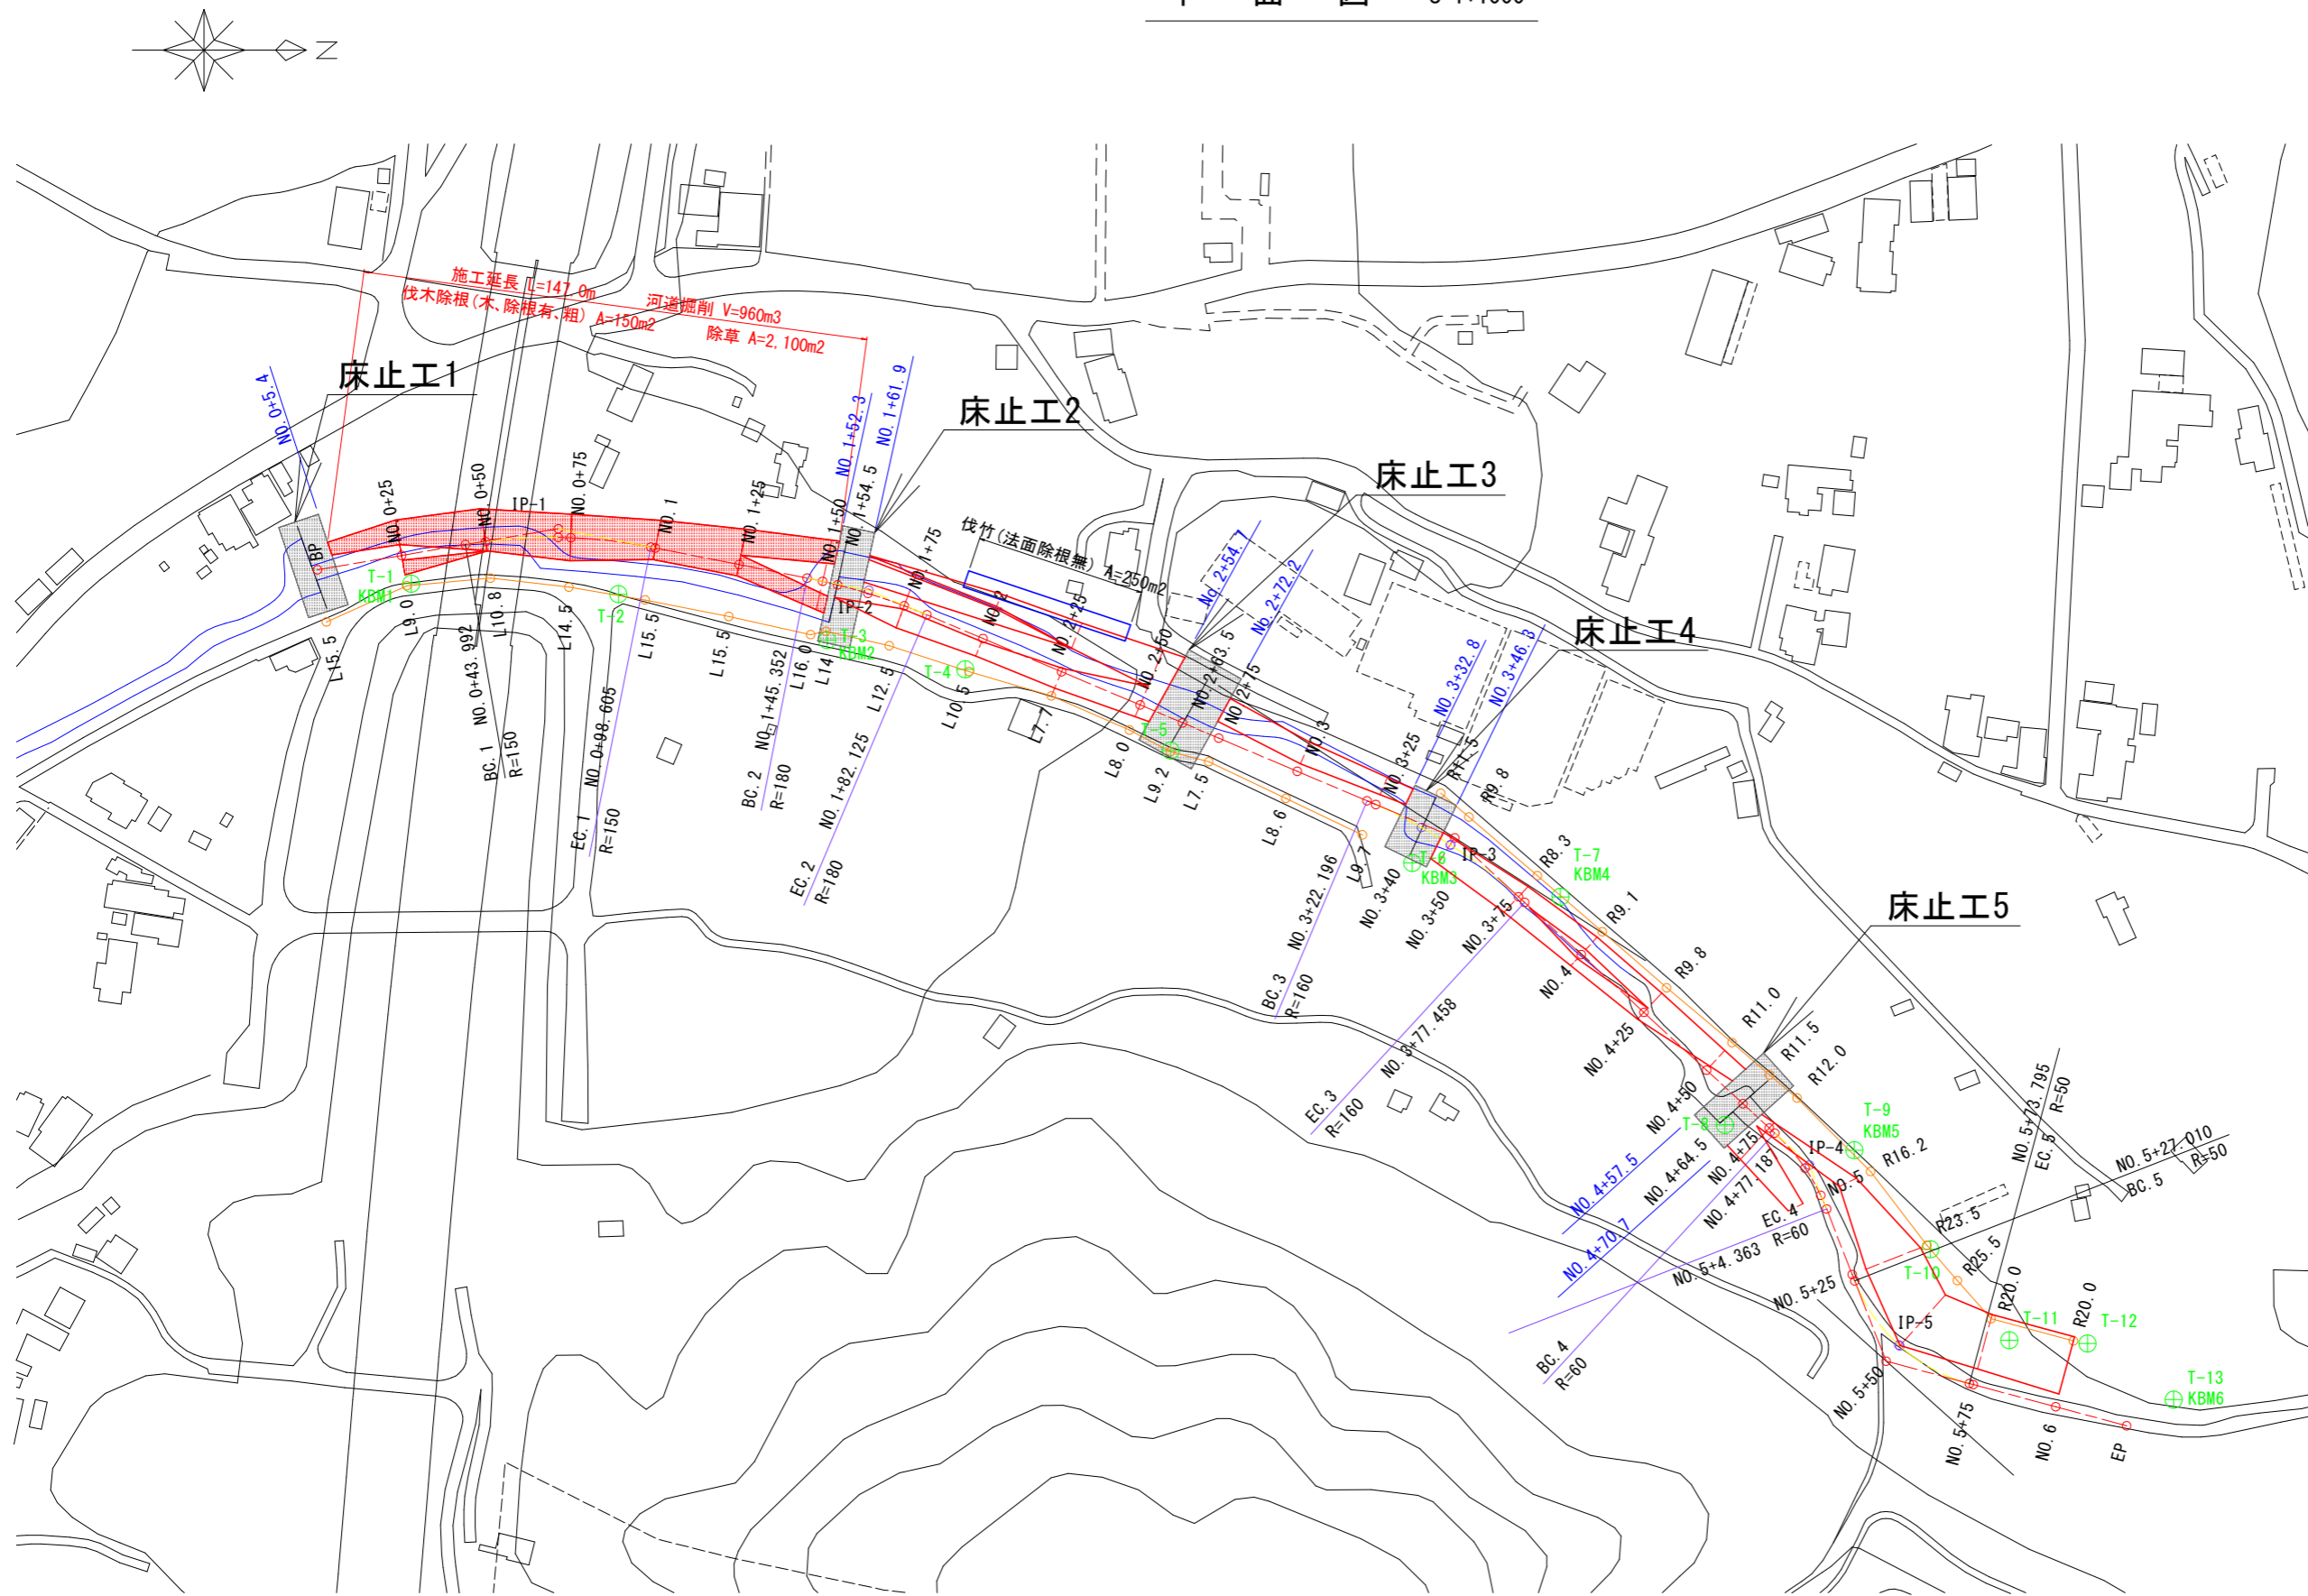 N
施工延長 L=147.0m
河道掘削 V=960m3
伐木除根(木、除根有、粗) A=150m2
除草 A=2,100m2
床止工1
床止工2
床止工3
床止工4
床止工5
伐竹(法面除根無) A=250m2
NO.0+5.4
NO.1+52.3
NO.1+61.9
NO.2+54.7
NO.2+72.2
NO.3+32.8
NO.3+46.3
NO.4+57.5
NO.4+70.7
BP
NO.0+25
NO.0+50
IP-1
NO.0+75
NO.1
NO.1+25
NO.1+50
NO.1+54.5
NO.1+75
IP-2
NO.2
NO.2+25
NO.2+50
NO.2+63.5
NO.2+75
NO.3
NO.3+25
NO.3+40
NO.3+50
IP-3
NO.3+75
NO.4
NO.4+25
NO.4+50
NO.4+64.5
NO.4+75
IP-4
NO.5
NO.5+25
IP-5
NO.5+50
NO.5+75
NO.6
EP
T-1
KBM1
T-2
T-3
KBM2
T-4
T-5
T-6
KBM3
T-7
KBM4
T-8
T-9
KBM5
T-10
T-11
T-12
T-13
KBM6
L15.5
L9.0
L10.8
L14.5
L15.5
L15.5
L16.0
L12.5
L10.5
L7.7
L8.0
L9.2
L7.5
L8.6
L9.7
R11.5
R9.8
R8.3
R9.1
R9.8
R11.0
R11.5
R12.0
R16.2
R23.5
R25.5
R20.0
R20.0
BC.1 NO.0+43.992
R=150
EC.1 NO.0+98.605
R=150
BC.2 NO.1+45.352
R=180
EC.2 NO.1+82.125
R=180
BC.3 NO.3+22.196
R=160
EC.3 NO.3+77.458
R=160
BC.4
R=60
EC.4
NO.5+4.363 R=60
NO.5+27.010
BC.5 R=50
NO.5+73.795
EC.5 R=50